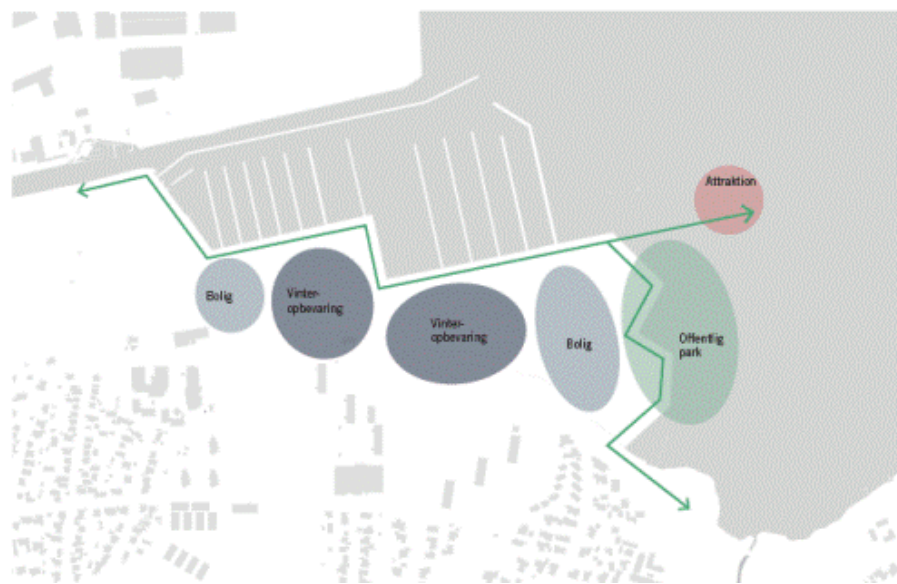 Attraktion
Bolig
Vinter-
opbevaring
Vinter-
opbevaring
Bolig
Offentlig
park